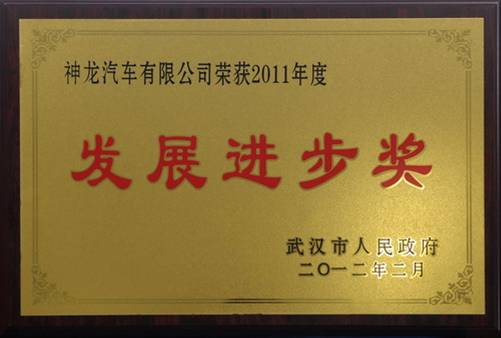 神龙汽车有限公司荣获2011年度
发展进步奖
武汉市人民政府
二〇一二年二月